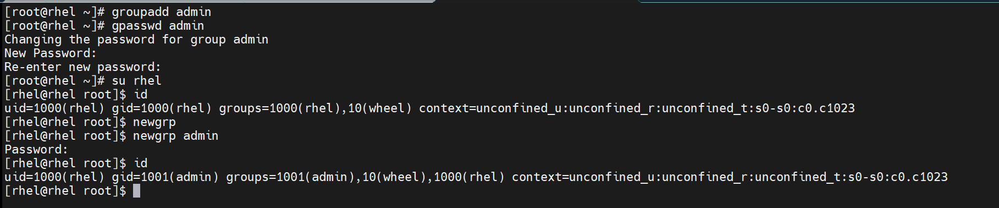 [root@rhel ~]# groupadd admin
[root@rhel ~]# gpasswd admin
Changing the password for group admin
New Password:
Re-enter new password:
[root@rhel ~]# su rhel
[rhel@rhel root]$ id
uid=1000(rhel) gid=1000(rhel) groups=1000(rhel),10(wheel) context=unconfined_u:unconfined_r:unconfined_t:s0-s0:c0.c1023
[rhel@rhel root]$ newgrp
[rhel@rhel root]$ newgrp admin
Password:
[rhel@rhel root]$ id
uid=1000(rhel) gid=1001(admin) groups=1001(admin),10(wheel),1000(rhel) context=unconfined_u:unconfined_r:unconfined_t:s0-s0:c0.c1023
[rhel@rhel root]$